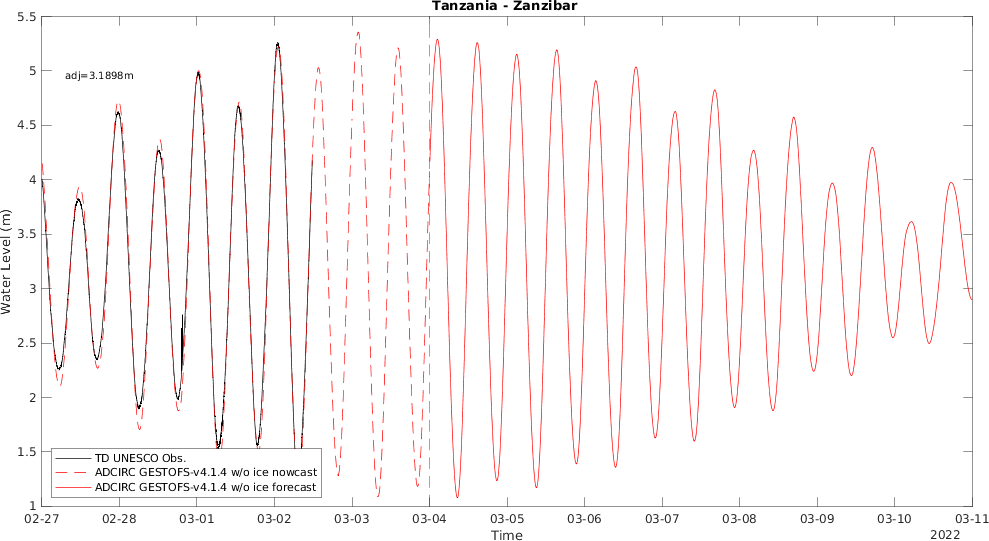 Tanzania - Zanzibar
5.5
5
4.5
4
3.5
3
2.5
2
1.5
1
Water Level (m)
adj=3.1898m
TD UNESCO Obs.
ADCIRC GESTOFS-v4.1.4 w/o ice nowcast
ADCIRC GESTOFS-v4.1.4 w/o ice forecast
02-27 02-28 03-01 03-02 03-03 03-04 03-05 03-06 03-07 03-08 03-09 03-10 03-11
Time
2022